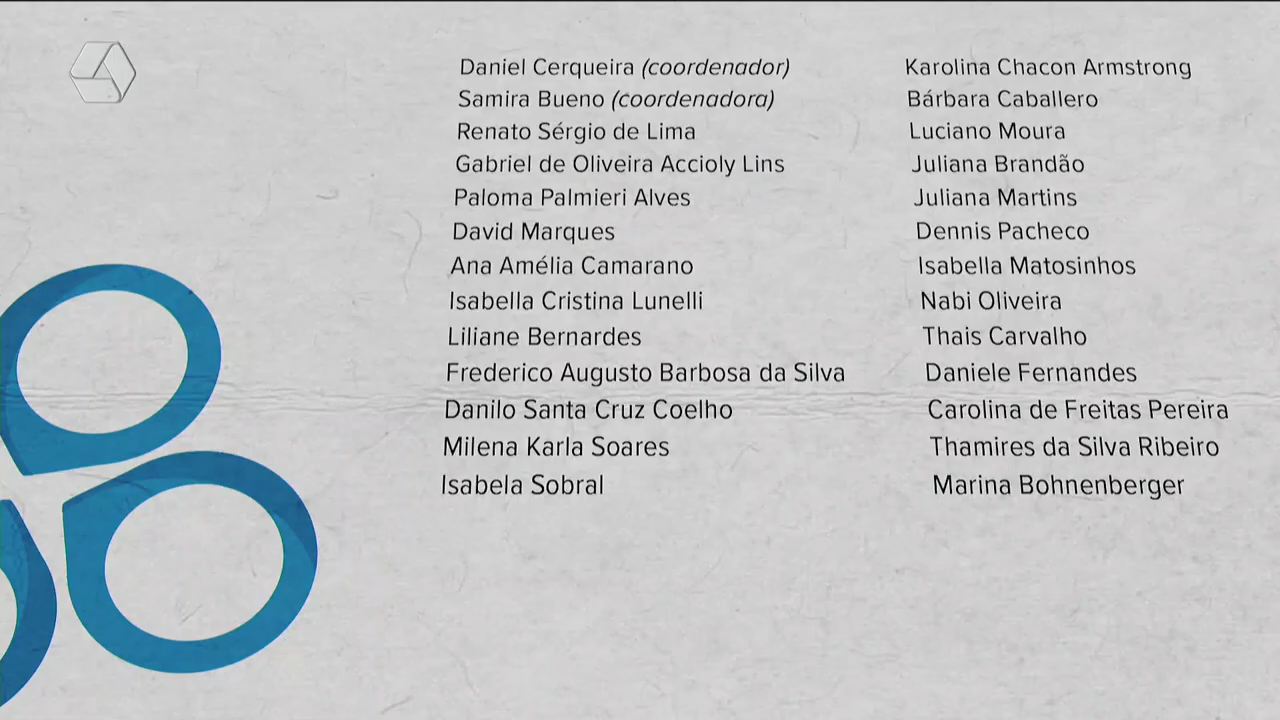 Daniel Cerqueira (coordenador)
Samira Bueno (coordenadora)
Renato Sérgio de Lima
Gabriel de Oliveira Accioly Lins
Paloma Palmieri Alves
David Marques
Ana Amélia Camarano
Isabella Cristina Lunelli
Liliane Bernardes
Frederico Augusto Barbosa da Silva
Danilo Santa Cruz Coelho
Milena Karla Soares
Isabela Sobral
Karolina Chacon Armstrong
Bárbara Caballero
Luciano Moura
Juliana Brandão
Juliana Martins
Dennis Pacheco
Isabella Matosinhos
Nabi Oliveira
Thais Carvalho
Daniele Fernandes
Carolina de Freitas Pereira
Thamires da Silva Ribeiro
Marina Bohnenberger